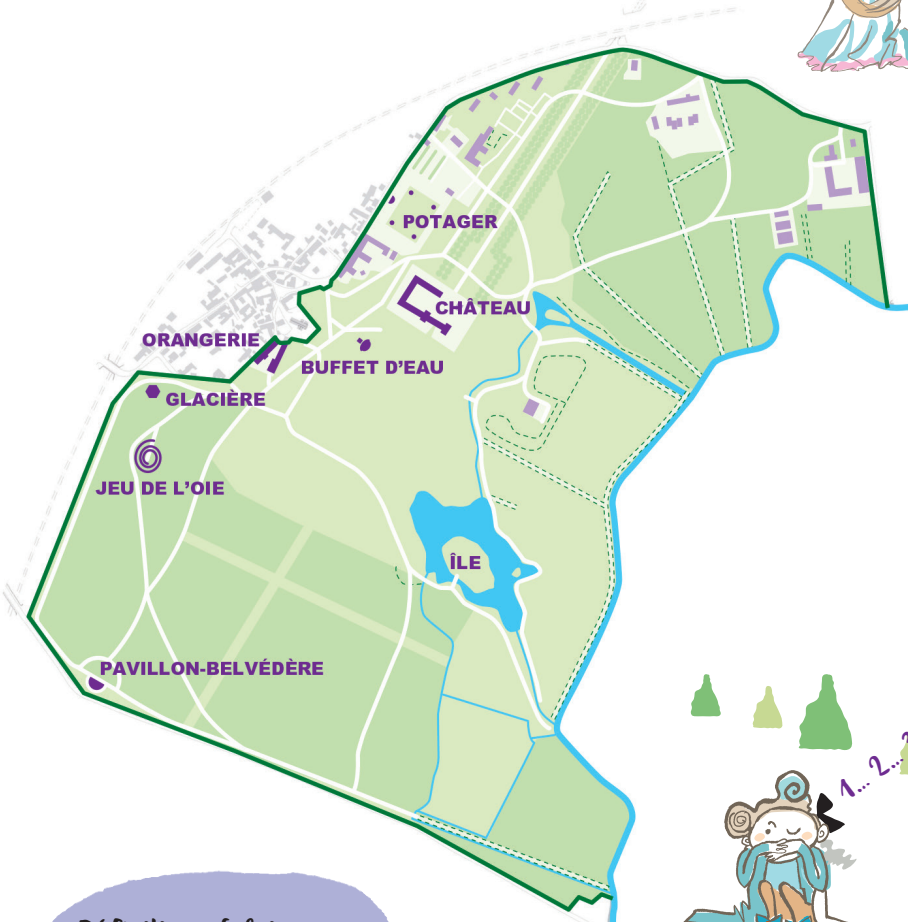 POTAGER
CHÂTEAU
ORANGERIE
BUFFET D'EAU
GLACIÈRE
JEU DE L'OIE
ÎLE
PAVILLON-BELVÉDÈRE
1... 2...